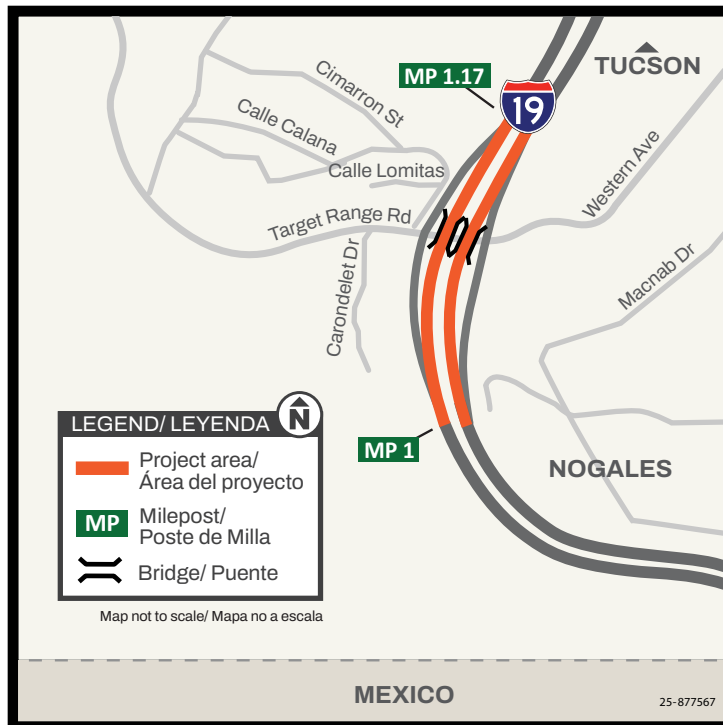 TUCSON
MP 1.17
19
Cimarron St
Calle Calana
Calle Lomitas
Target Range Rd
Western Ave
Carondelet Dr
Macnab Dr
MP 1
NOGALES
LEGEND/ LEYENDA
N
Project area/
Área del proyecto
MP
Milepost/
Poste de Milla
Bridge/ Puente
Map not to scale/ Mapa no a escala
MEXICO
25-877567